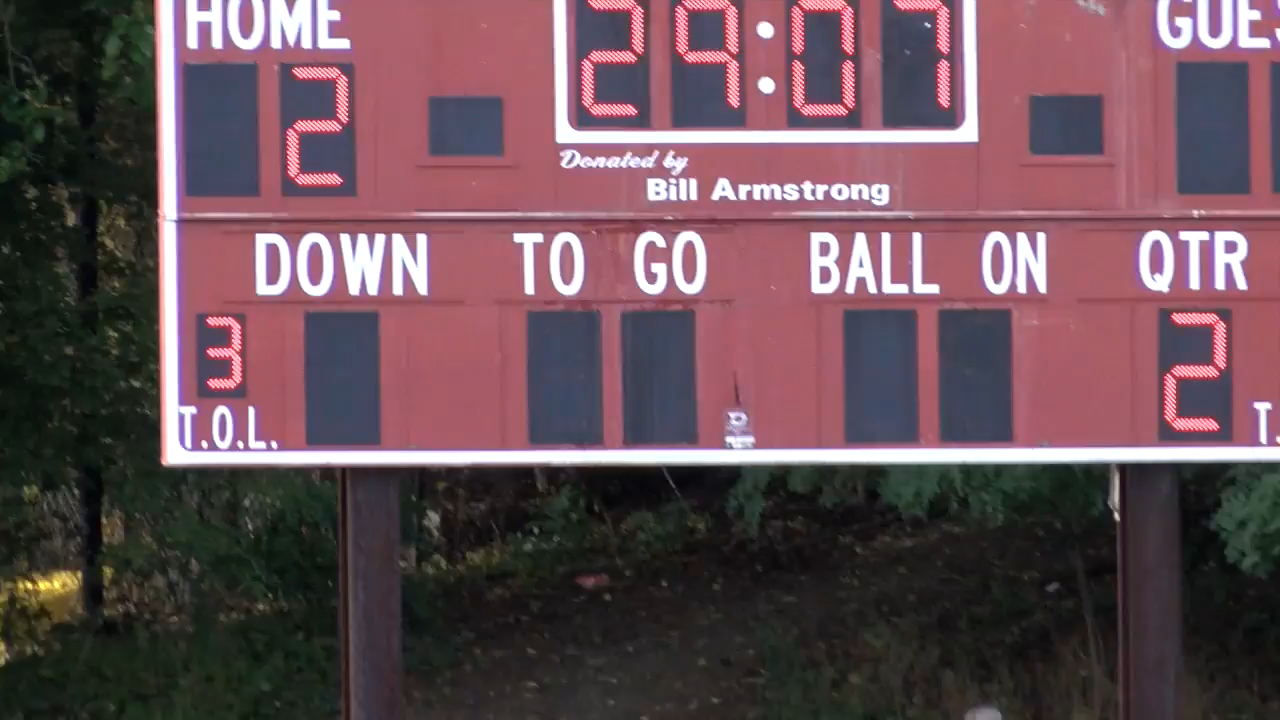 HOME 29:07
2
Donated by
Bill Armstrong
DOWN TO GO BALL ON QTR
3 2
T.O.L.